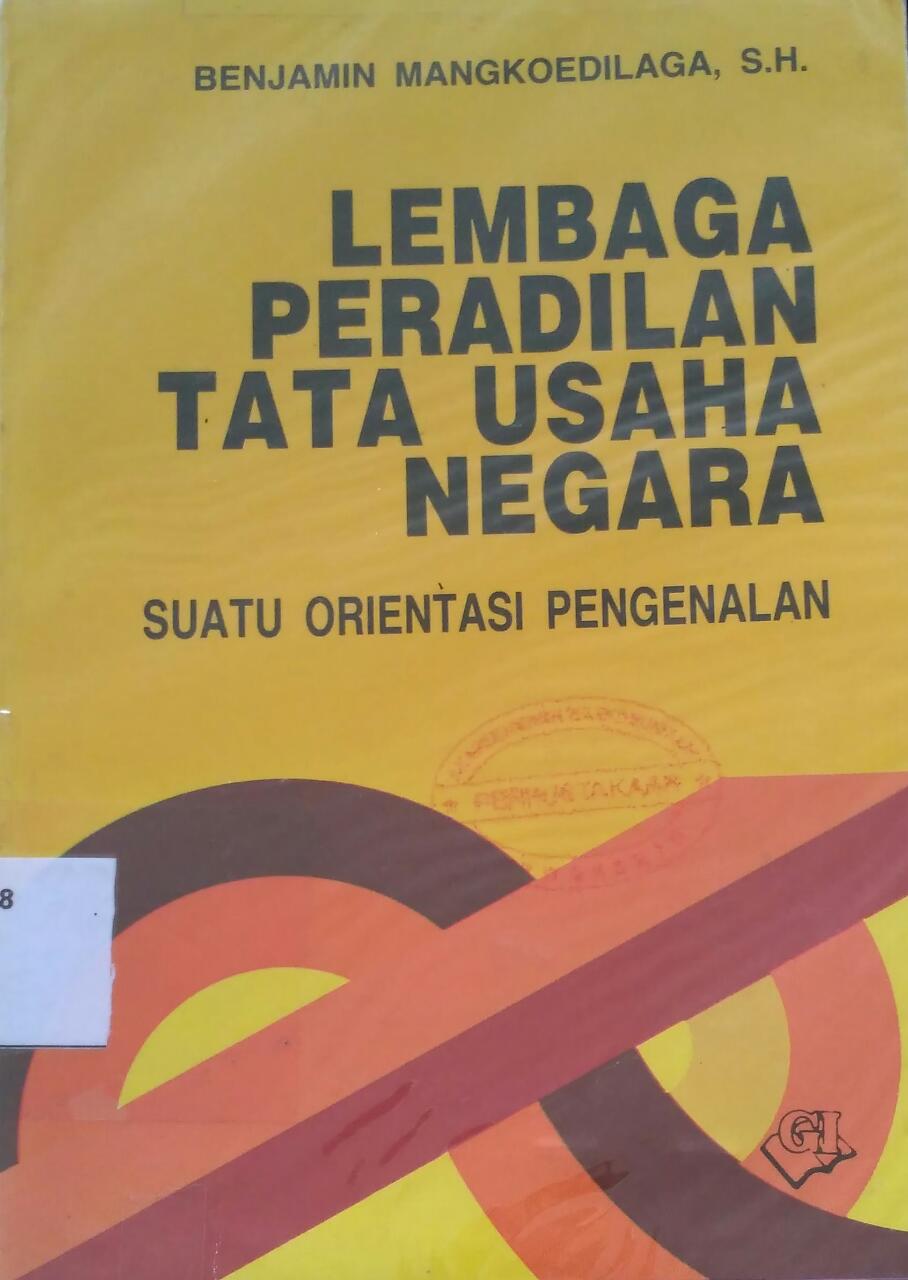 BENJAMIN MANGKOEDILAGA, S.H.
LEMBAGA
PERADILAN
TATA USAHA
NEGARA
SUATU ORIENTASI PENGENALAN
PERPUSTAKAAN
8
GI